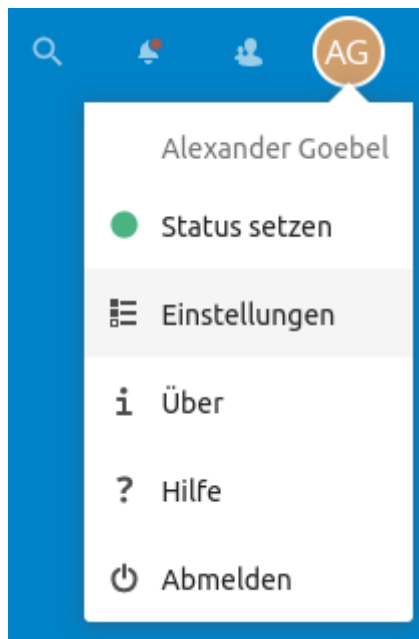 AG
Alexander Goebel
Status setzen
Einstellungen
Über
Hilfe
Abmelden